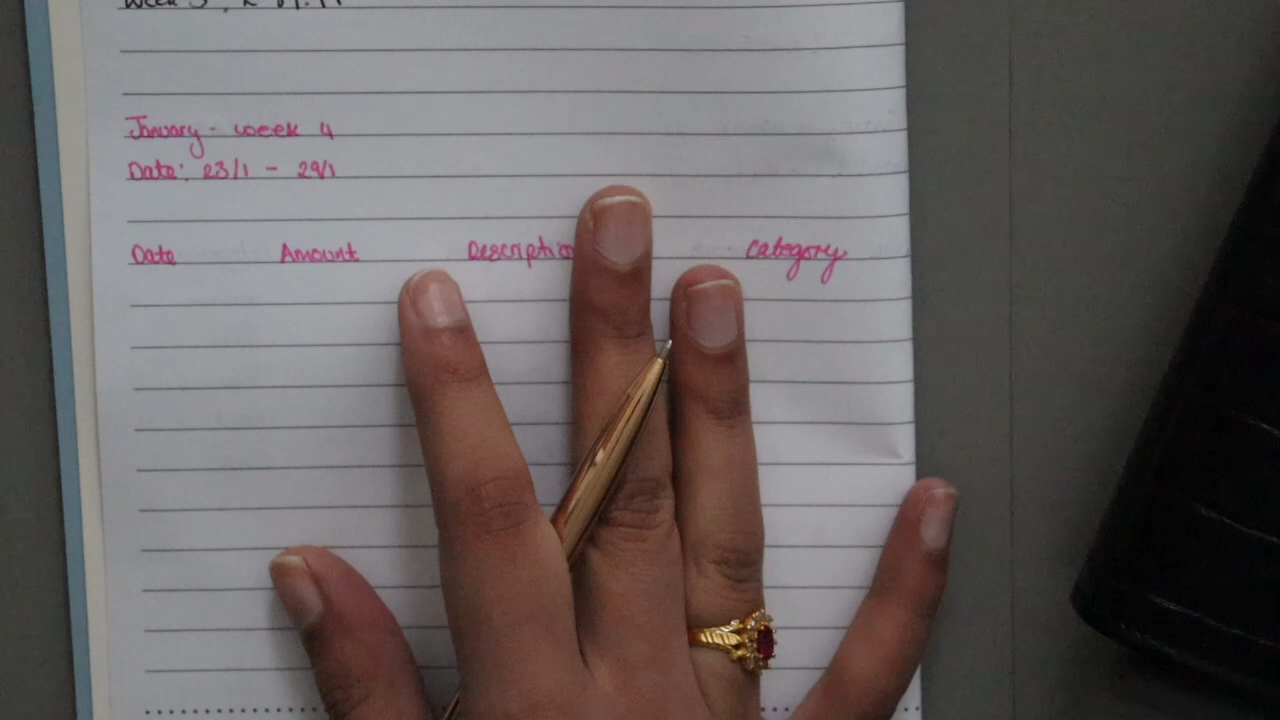 January - week 4
Date: 23/1 - 29/1
Date Amount Description Category